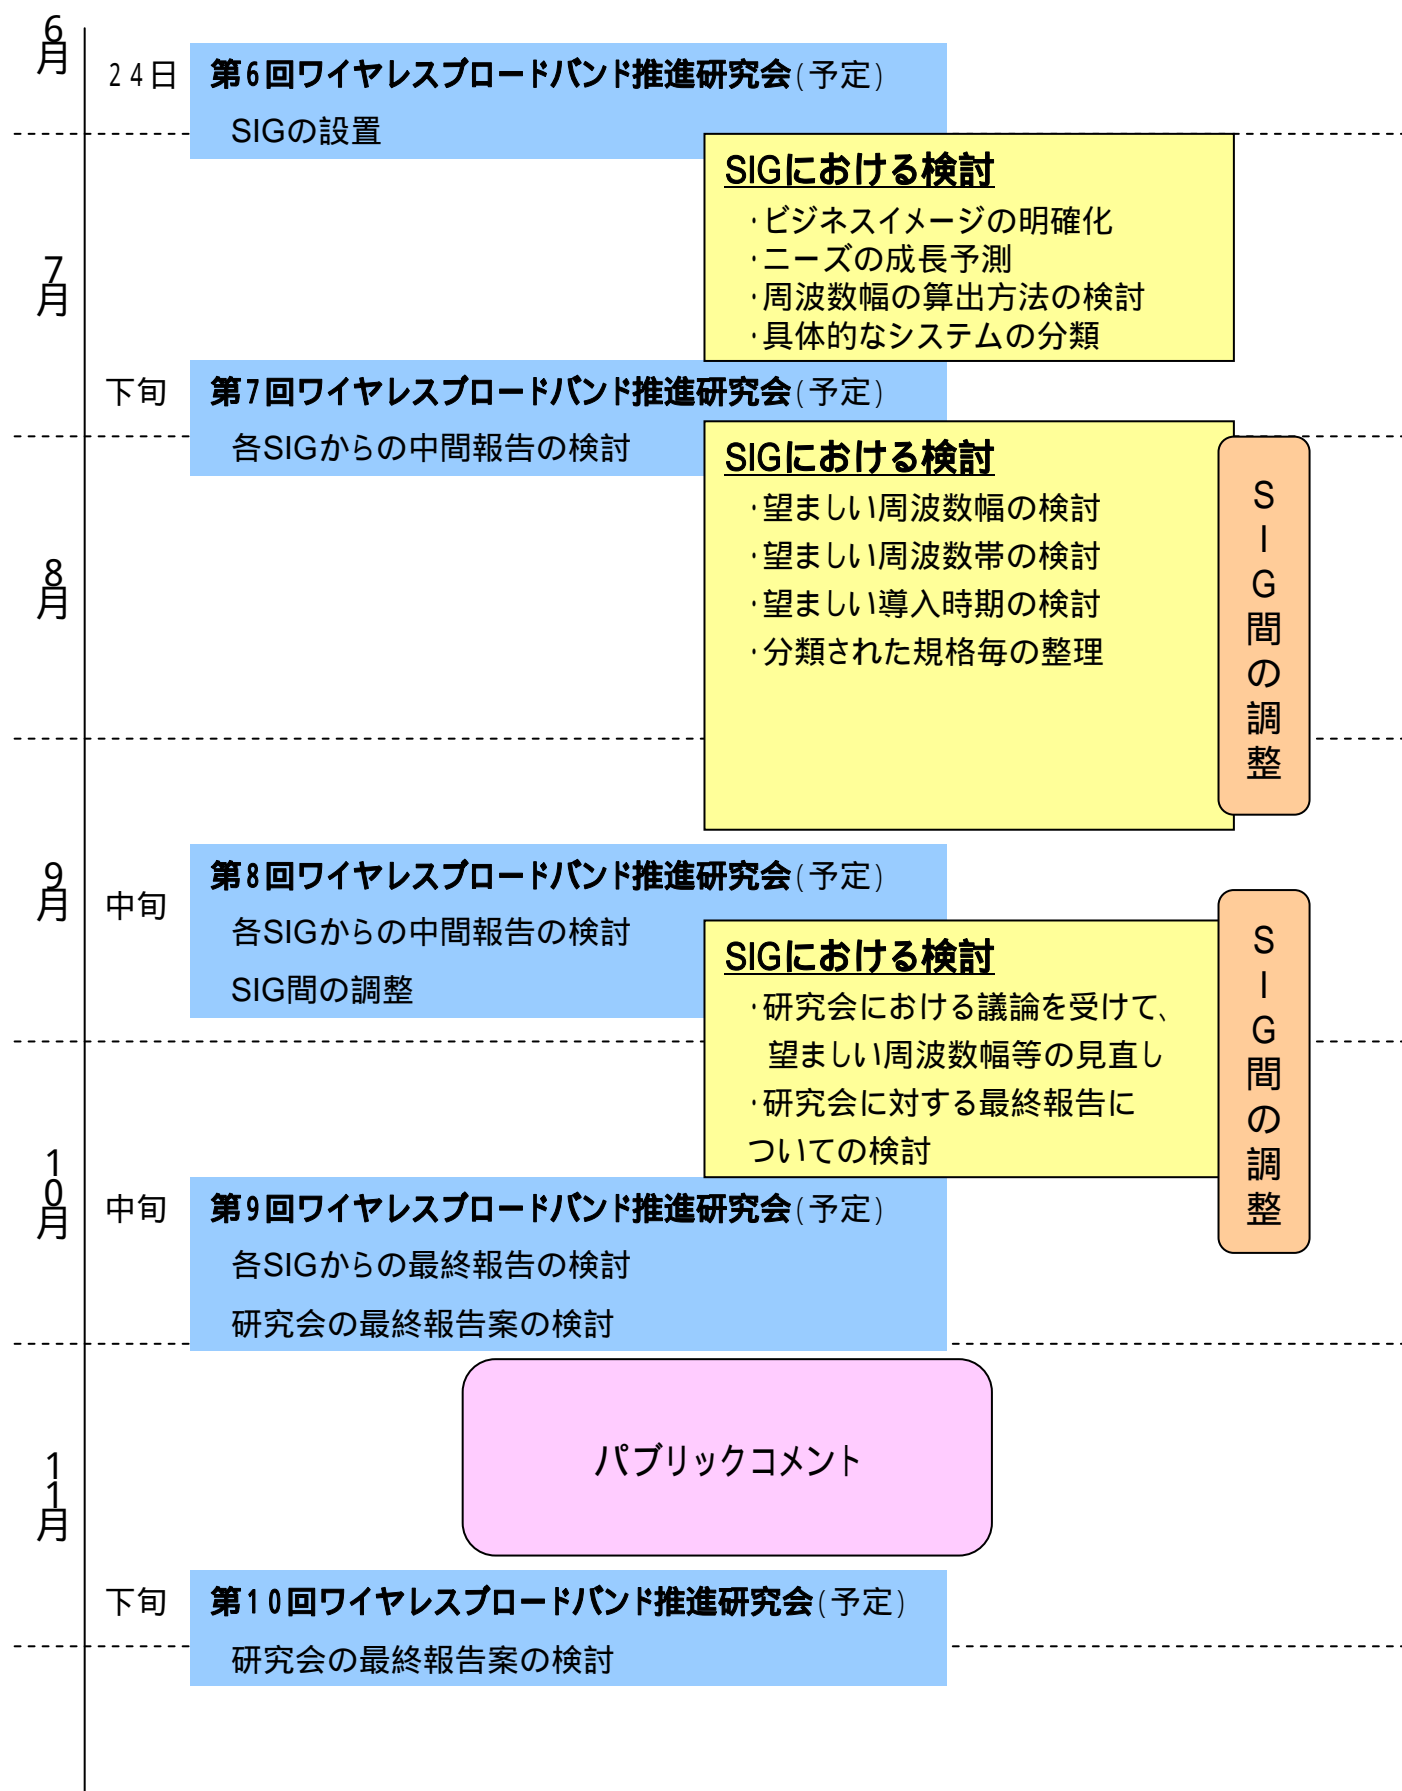 6月
24日
第6回ワイヤレスブロードバンド推進研究会(予定)
SIGの設置
SIGにおける検討
・ビジネスイメージの明確化
・ニーズの成長予測
・周波数幅の算出方法の検討
・具体的なシステムの分類
7月
下旬
第7回ワイヤレスブロードバンド推進研究会(予定)
各SIGからの中間報告の検討
SIGにおける検討
・望ましい周波数幅の検討
・望ましい周波数帯の検討
・望ましい導入時期の検討
・分類された規格毎の整理
SIG間の調整
8月
9月
中旬
第8回ワイヤレスブロードバンド推進研究会(予定)
各SIGからの中間報告の検討
SIG間の調整
SIGにおける検討
・研究会における議論を受けて、
望ましい周波数幅等の見直し
・研究会に対する最終報告に
ついての検討
SIG間の調整
10月
中旬
第9回ワイヤレスブロードバンド推進研究会(予定)
各SIGからの最終報告の検討
研究会の最終報告案の検討
パブリックコメント
11月
下旬
第10回ワイヤレスブロードバンド推進研究会(予定)
研究会の最終報告案の検討